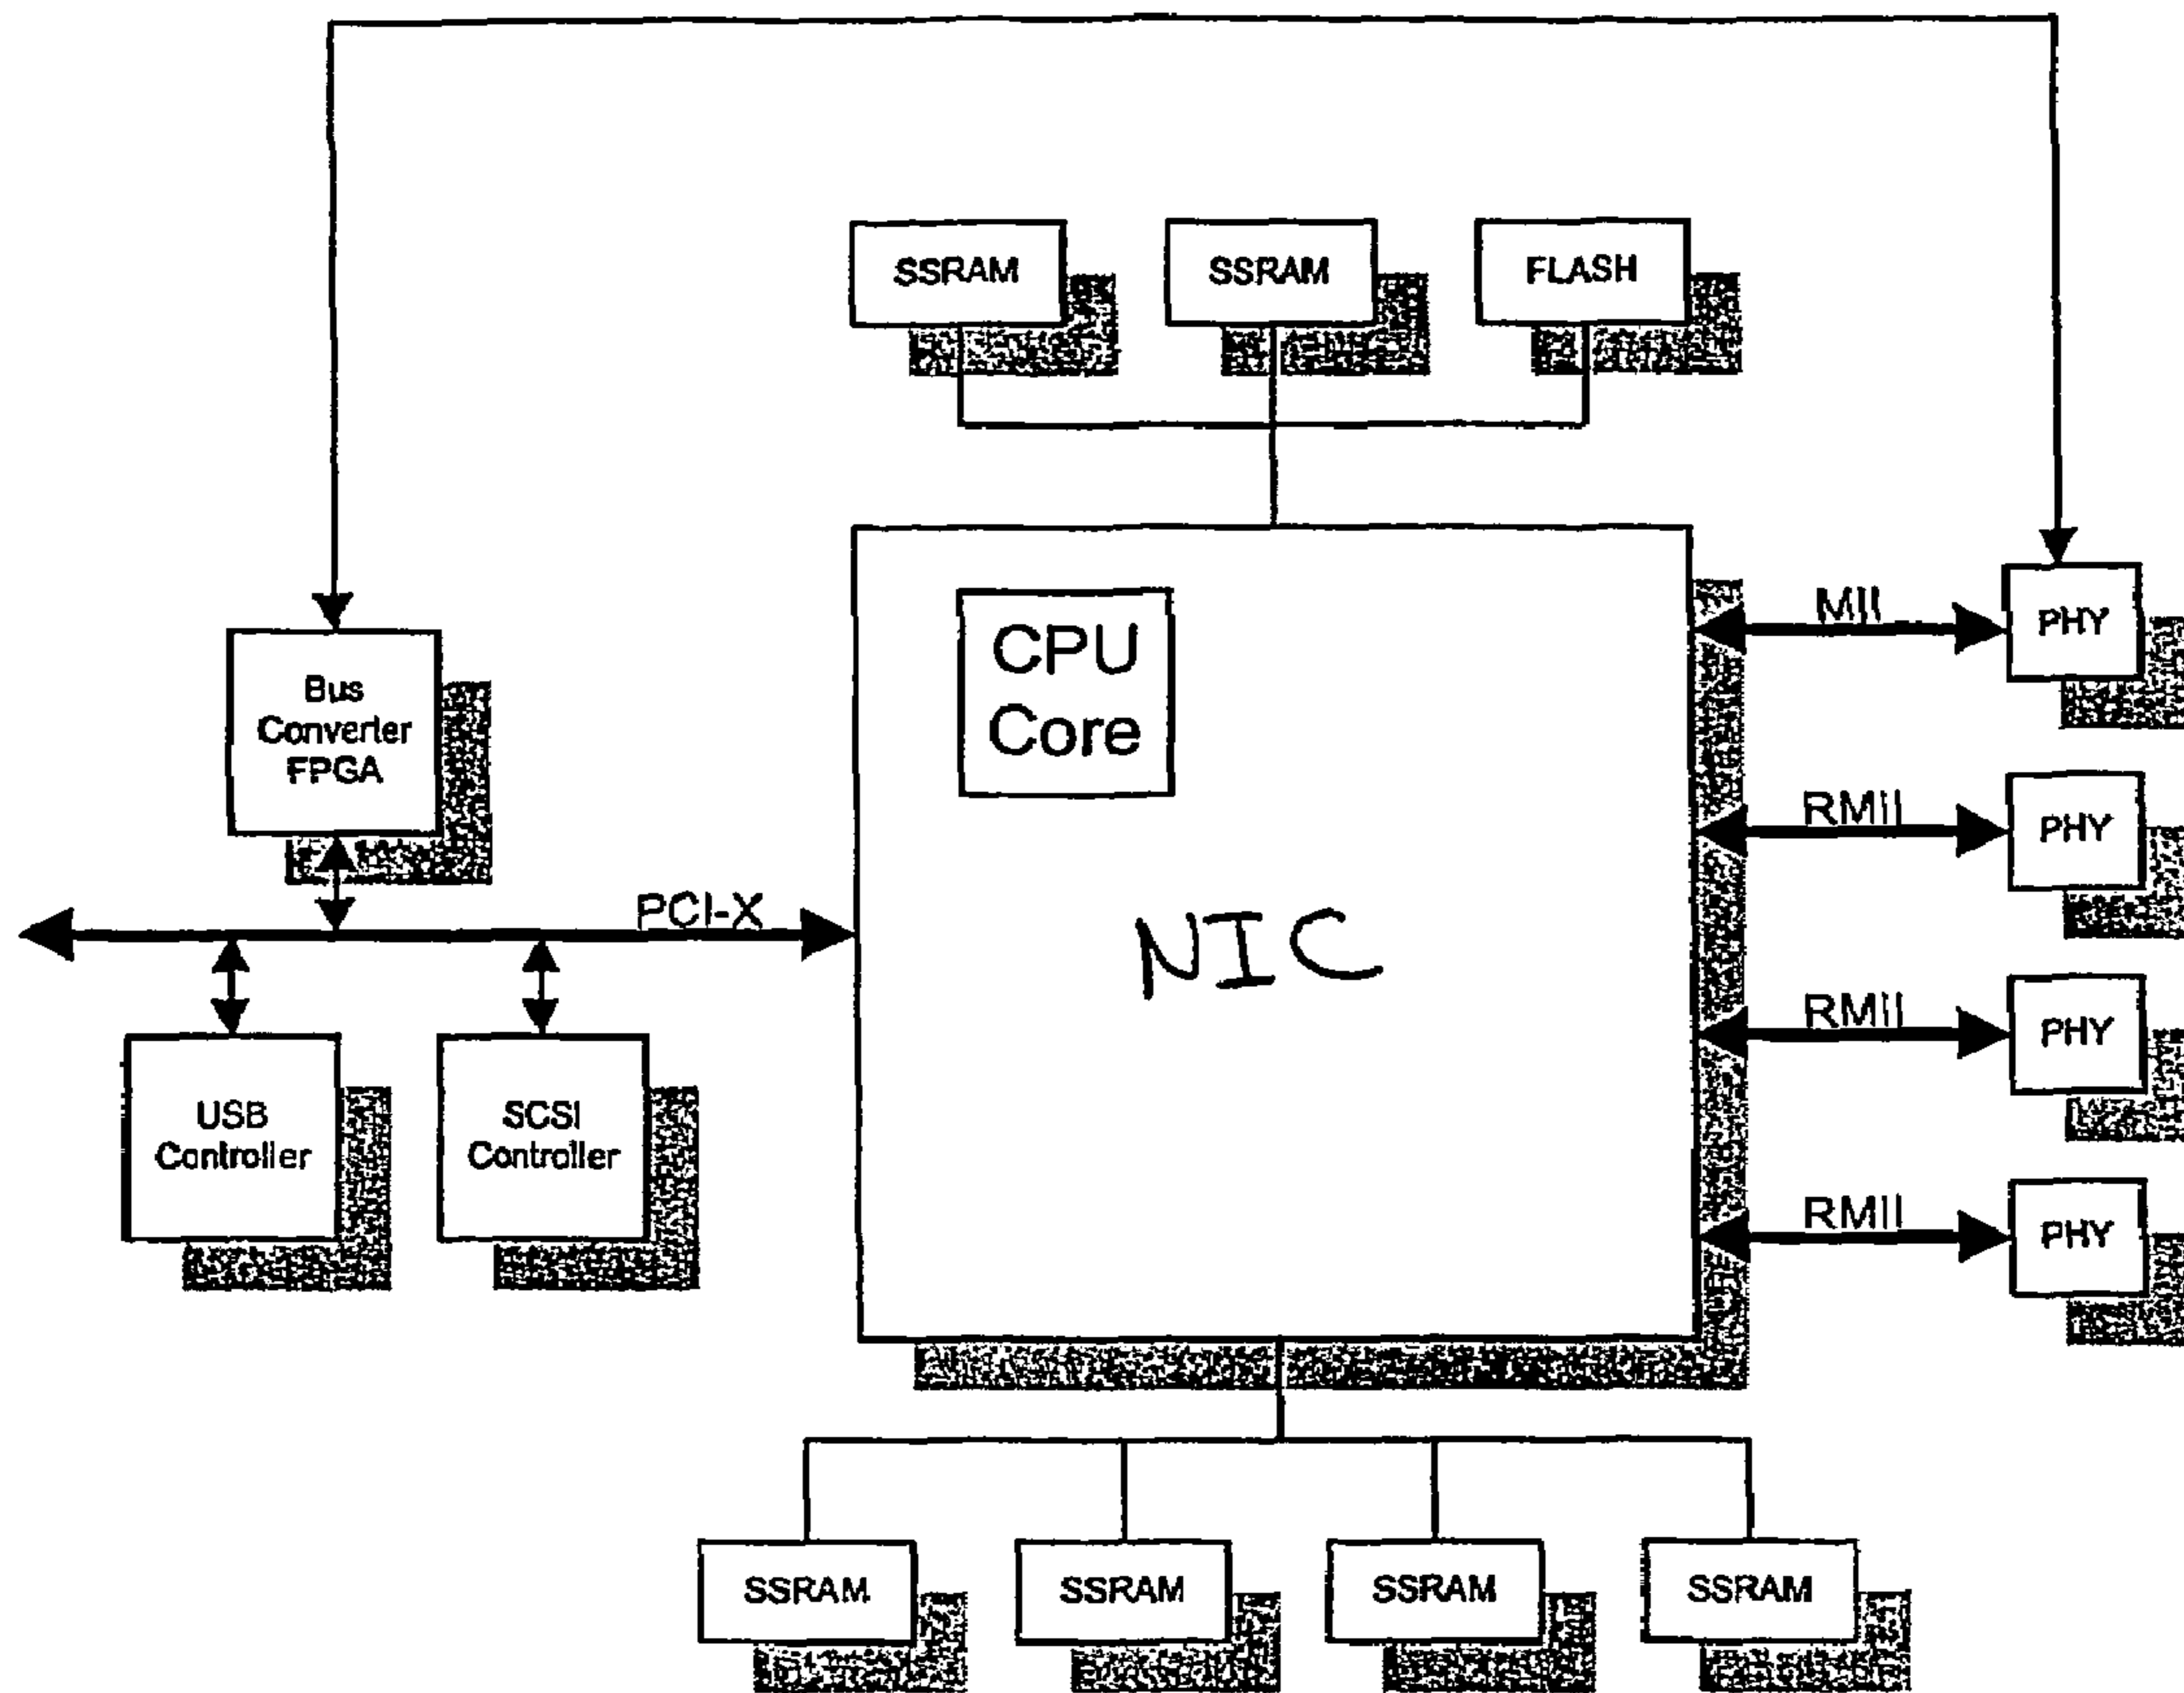 SSRAM
SSRAM
FLASH
CPU
Core
MII
PHY
Bus
Converter
FPGA
RMII
PHY
PCI-X
NIC
RMII
PHY
USB
Controller
SCSI
Controller
RMII
PHY
SSRAM
SSRAM
SSRAM
SSRAM